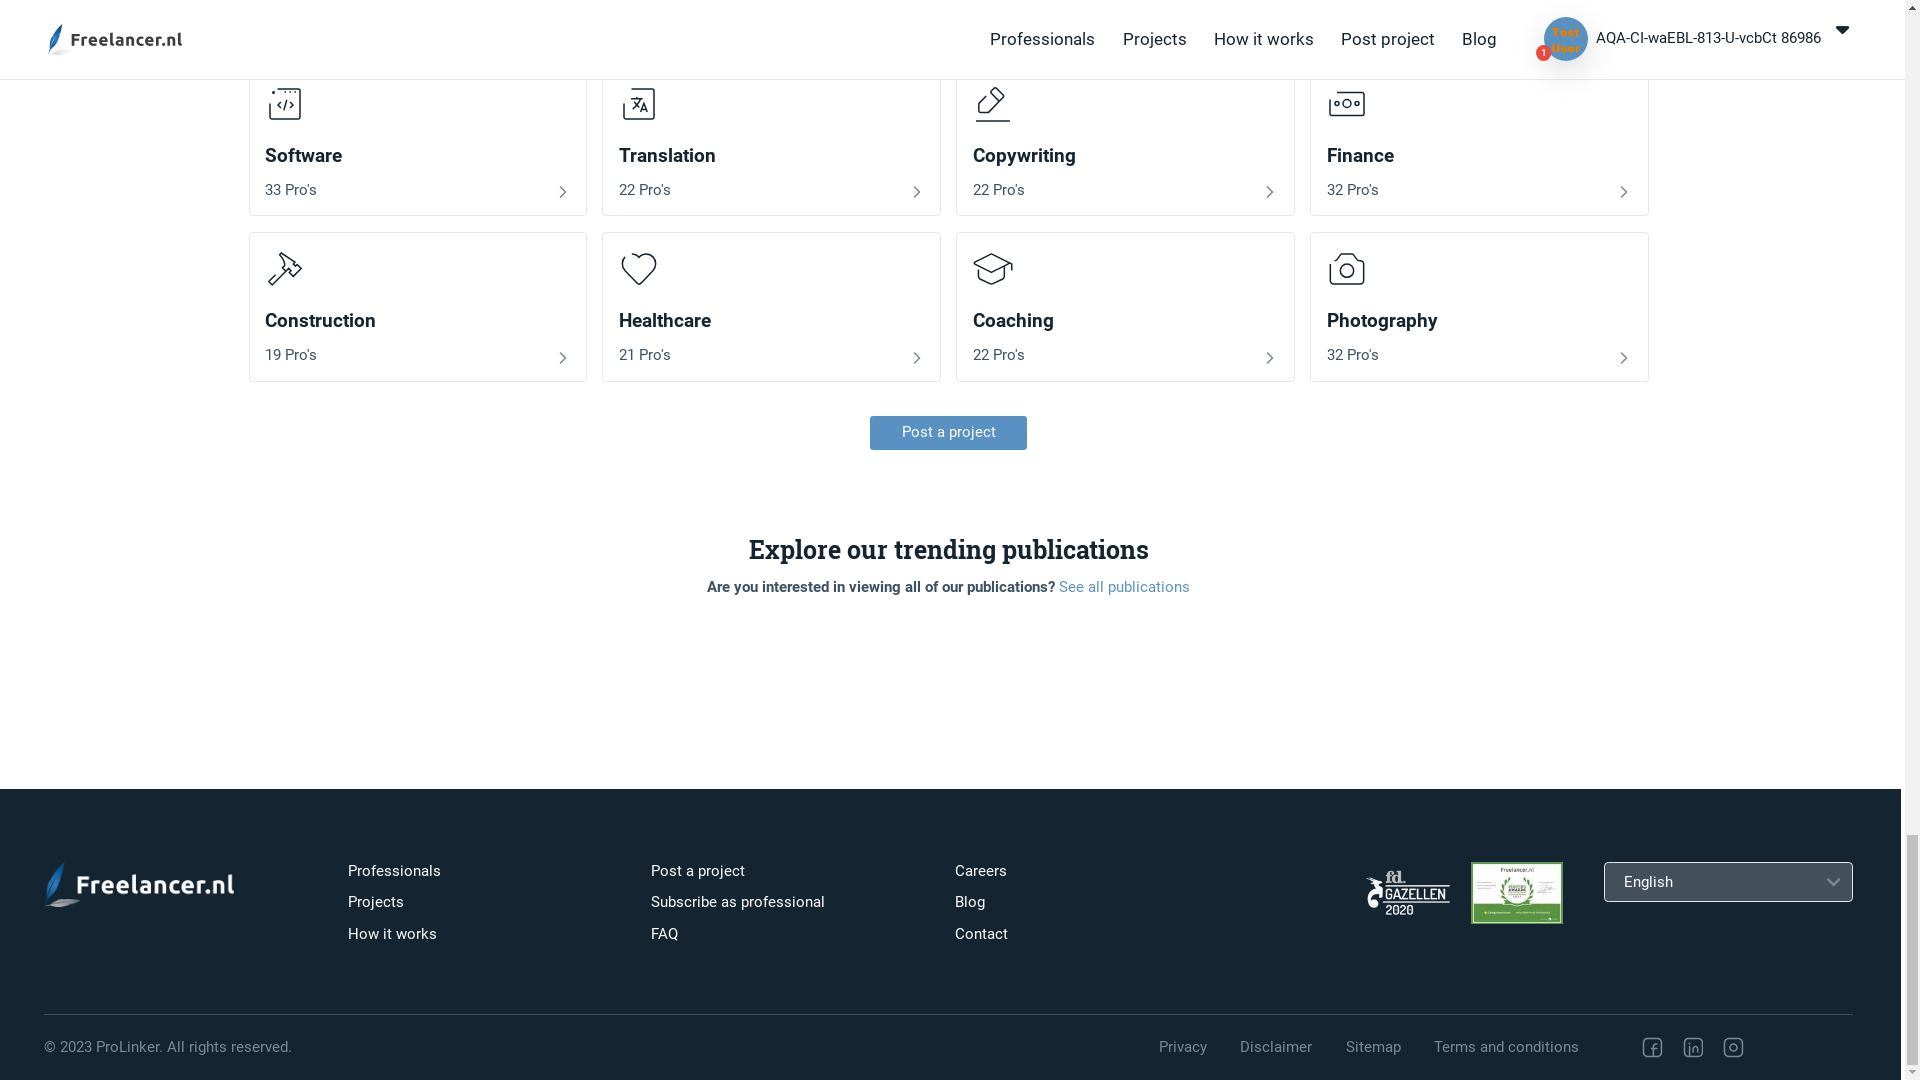 Freelancer.nl
Professionals
Projects
How it works
Post project
Blog
Test
User
1
AQA-CI-waEBL-813-U-vcbCt 86986
Software
33 Pro's
Translation
22 Pro's
Copywriting
22 Pro's
Finance
32 Pro's
Construction
19 Pro's
Healthcare
21 Pro's
Coaching
22 Pro's
Photography
32 Pro's
Post a project
Explore our trending publications
Are you interested in viewing all of our publications? See all publications
Freelancer.nl
Professionals
Projects
How it works
Post a project
Subscribe as professional
FAQ
Careers
Blog
Contact
fd.
GAZELLEN
2020
Freelancer.nl
English
© 2023 ProLinker. All rights reserved.
Privacy
Disclaimer
Sitemap
Terms and conditions